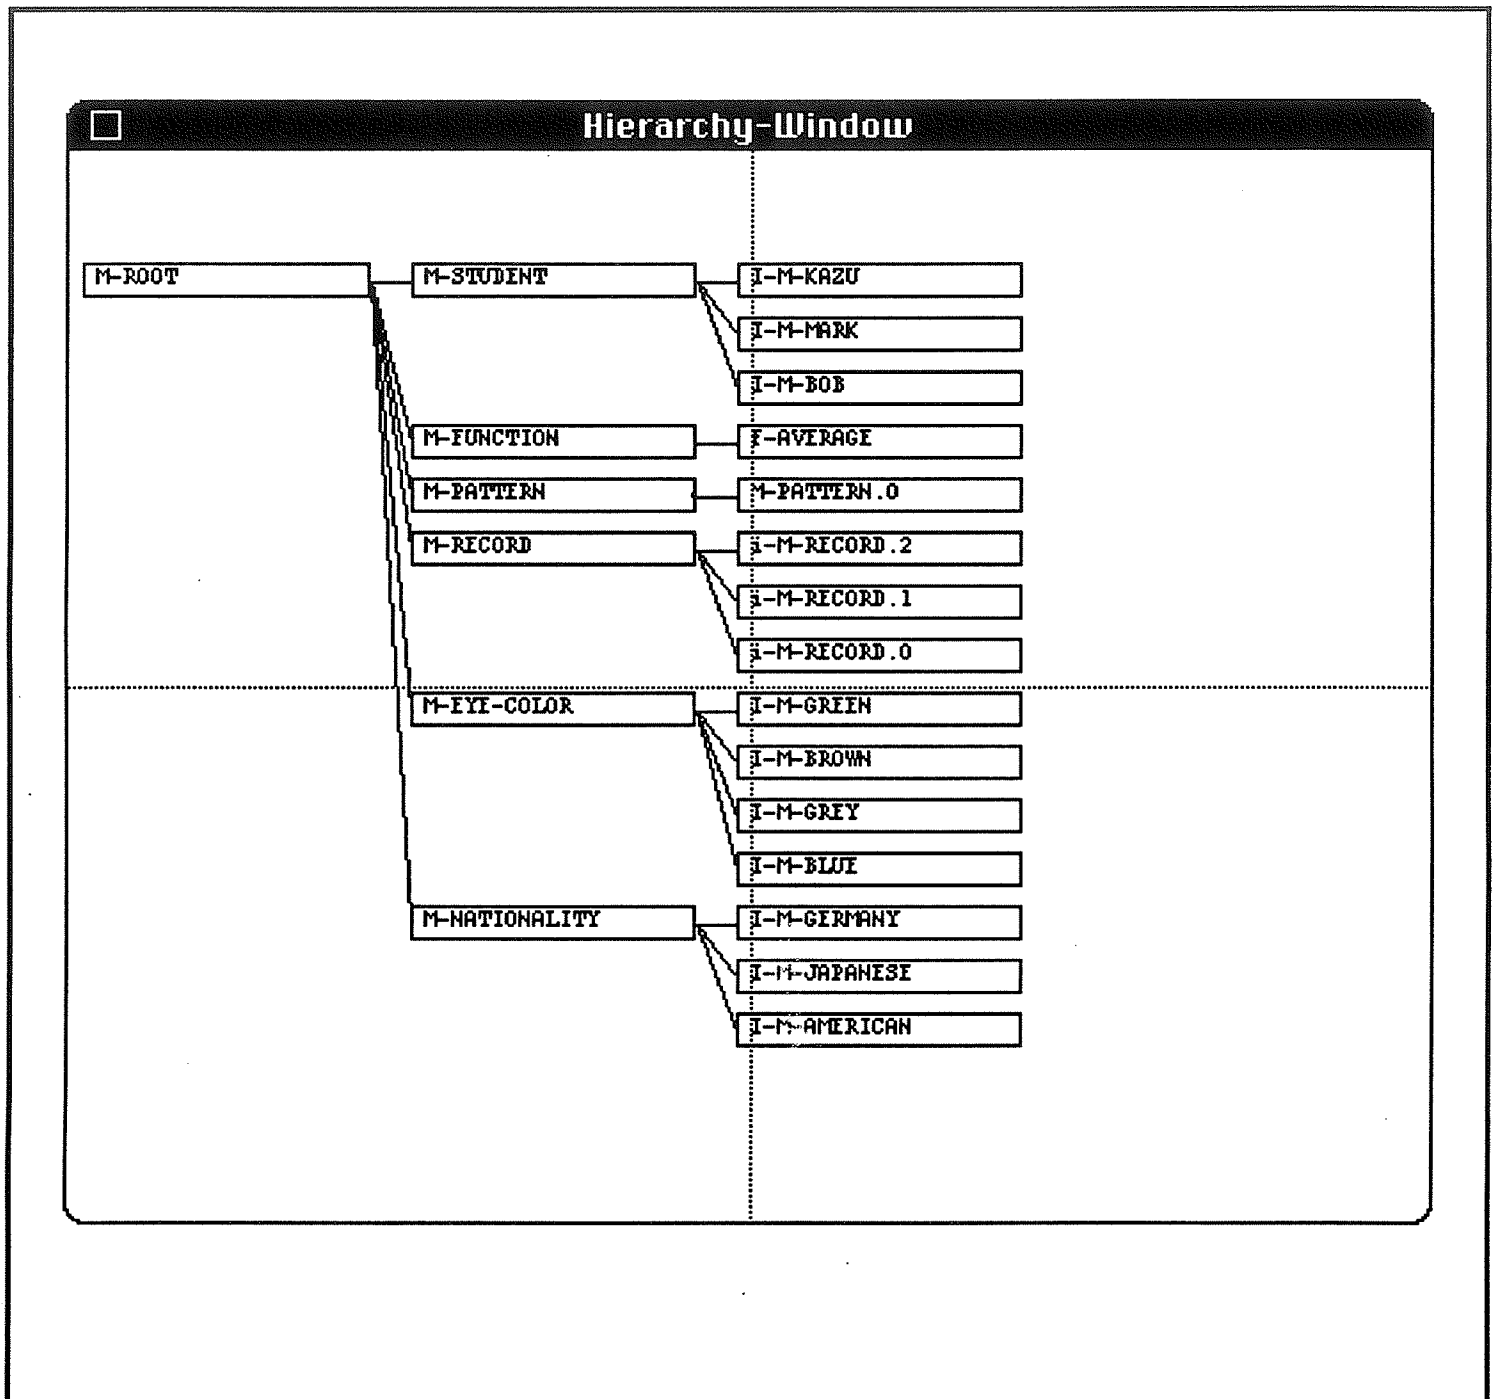 Hierarchy-Window
M-ROOT M-STUDENT I-M-KAZU
I-M-MARK
I-M-BOB
M-FUNCTION F-AVERAGE
M-PATTERN M-PATTERN.0
M-RECORD i-M-RECORD.2
i-M-RECORD.1
i-M-RECORD.0
M-EYE-COLOR I-M-GREEN
I-M-BROWN
I-M-GREY
I-M-BLUE
M-NATIONALITY I-M-GERMANY
I-M-JAPANESE
I-M-AMERICAN